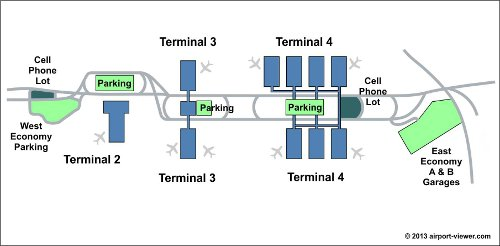 Terminal 3
Terminal 4
Cell
Phone
Lot
Parking
Cell
Phone
Lot
Parking
Parking
West
Economy
Parking
Terminal 2
Terminal 3
Terminal 4
East
Economy
A & B
Garages
© 2013 airport-viewer.com